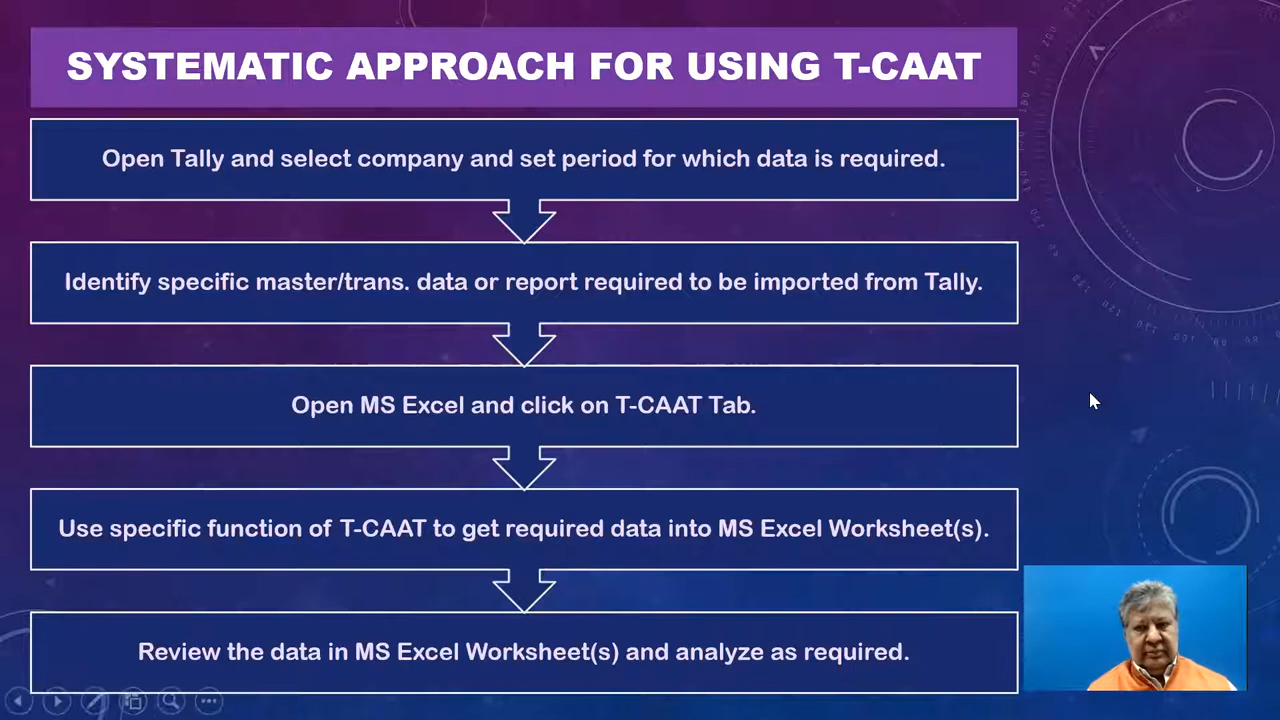 SYSTEMATIC APPROACH FOR USING T-CAAT
Open Tally and select company and set period for which data is required.
Identify specific master/trans. data or report required to be imported from Tally.
Open MS Excel and click on T-CAAT Tab.
Use specific function of T-CAAT to get required data into MS Excel Worksheet(s).
Review the data in MS Excel Worksheet(s) and analyze as required.